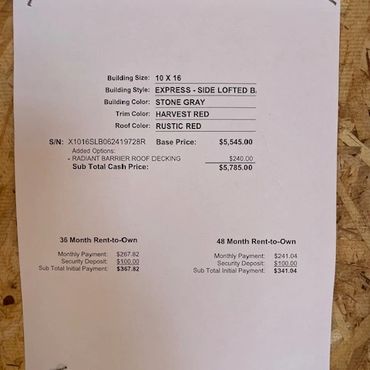 Building Size: 10 X 16
Building Style: EXPRESS - SIDE LOFTED B
Building Color: STONE GRAY
Trim Color: HARVEST RED
Roof Color: RUSTIC RED
S/N: X1016SLB062419728R Base Price: $5,545.00
Added Options:
- RADIANT BARRIER ROOF DECKING $240.00
Sub Total Cash Price: $5,785.00
36 Month Rent-to-Own
Monthly Payment: $267.82
Security Deposit: $100.00
Sub Total Initial Payment: $367.82
48 Month Rent-to-Own
Monthly Payment: $241.04
Security Deposit: $100.00
Sub Total Initial Payment: $341.04